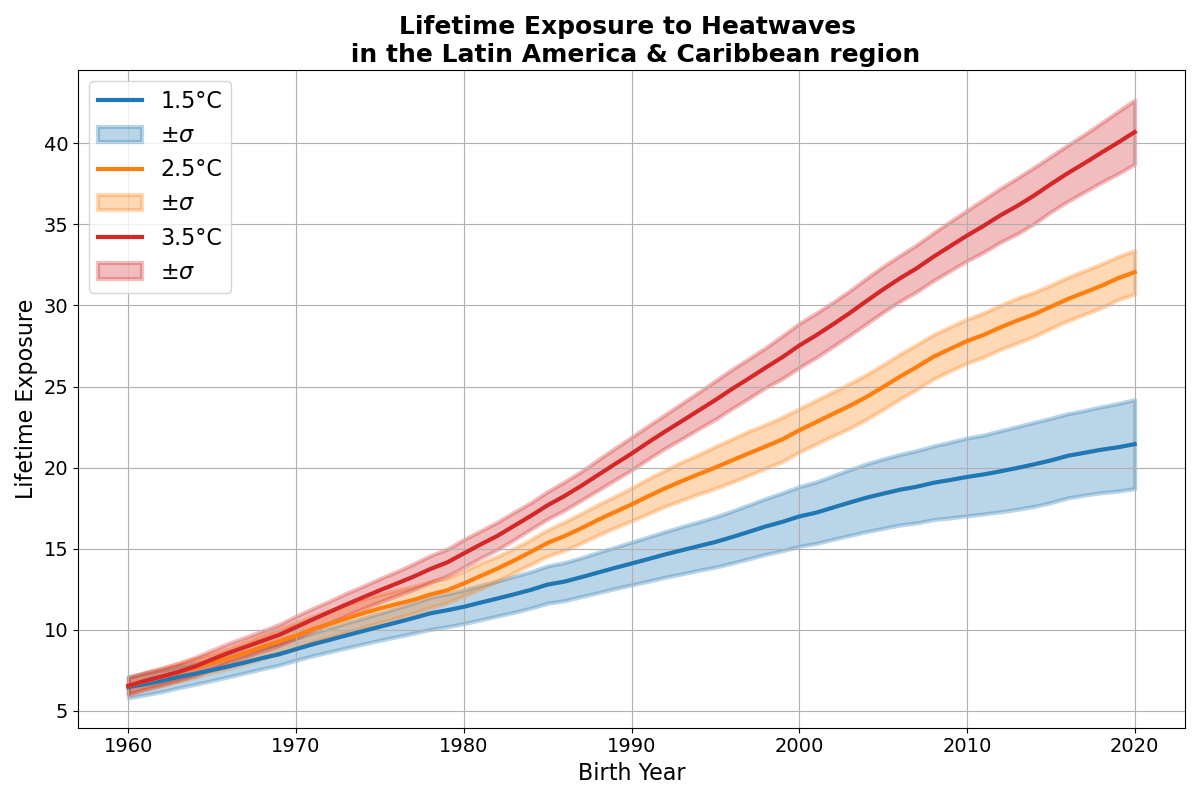 Lifetime Exposure to Heatwaves
in the Latin America & Caribbean region
1.5°C
±σ
2.5°C
±σ
3.5°C
±σ
Lifetime Exposure
40
35
30
25
20
15
10
5
1960 1970 1980 1990 2000 2010 2020
Birth Year